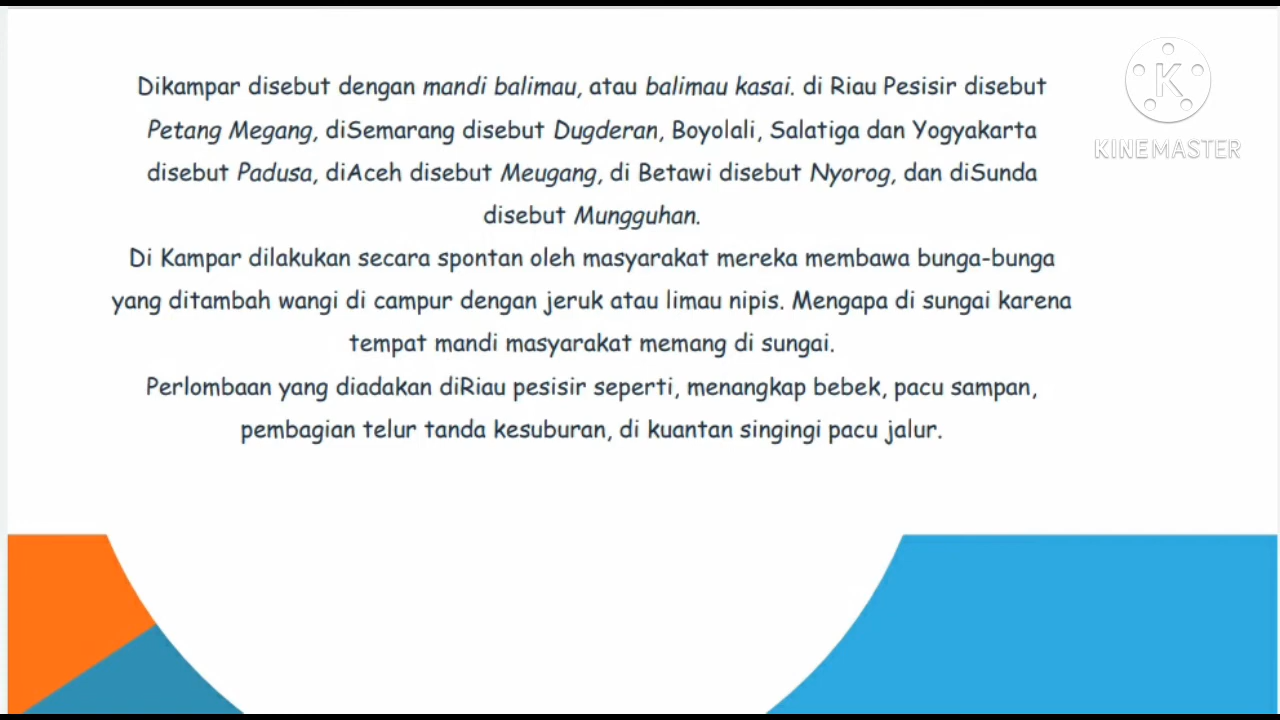 Dikampar disebut dengan mandi balimau, atau balimau kasai. di Riau Pesisir disebut
Petang Megang, diSemarang disebut Dugderan, Boyolali, Salatiga dan Yogyakarta
disebut Padusa, diAceh disebut Meugang, di Betawi disebut Nyorog, dan diSunda
disebut Mungguhan.
Di Kampar dilakukan secara spontan oleh masyarakat mereka membawa bunga-bunga
yang ditambah wangi di campur dengan jeruk atau limau nipis. Mengapa di sungai karena
tempat mandi masyarakat memang di sungai.
Perlombaan yang diadakan diRiau pesisir seperti, menangkap bebek, pacu sampan,
pembagian telur tanda kesuburan, di kuantan singingi pacu jalur.
K
KINEMASTER